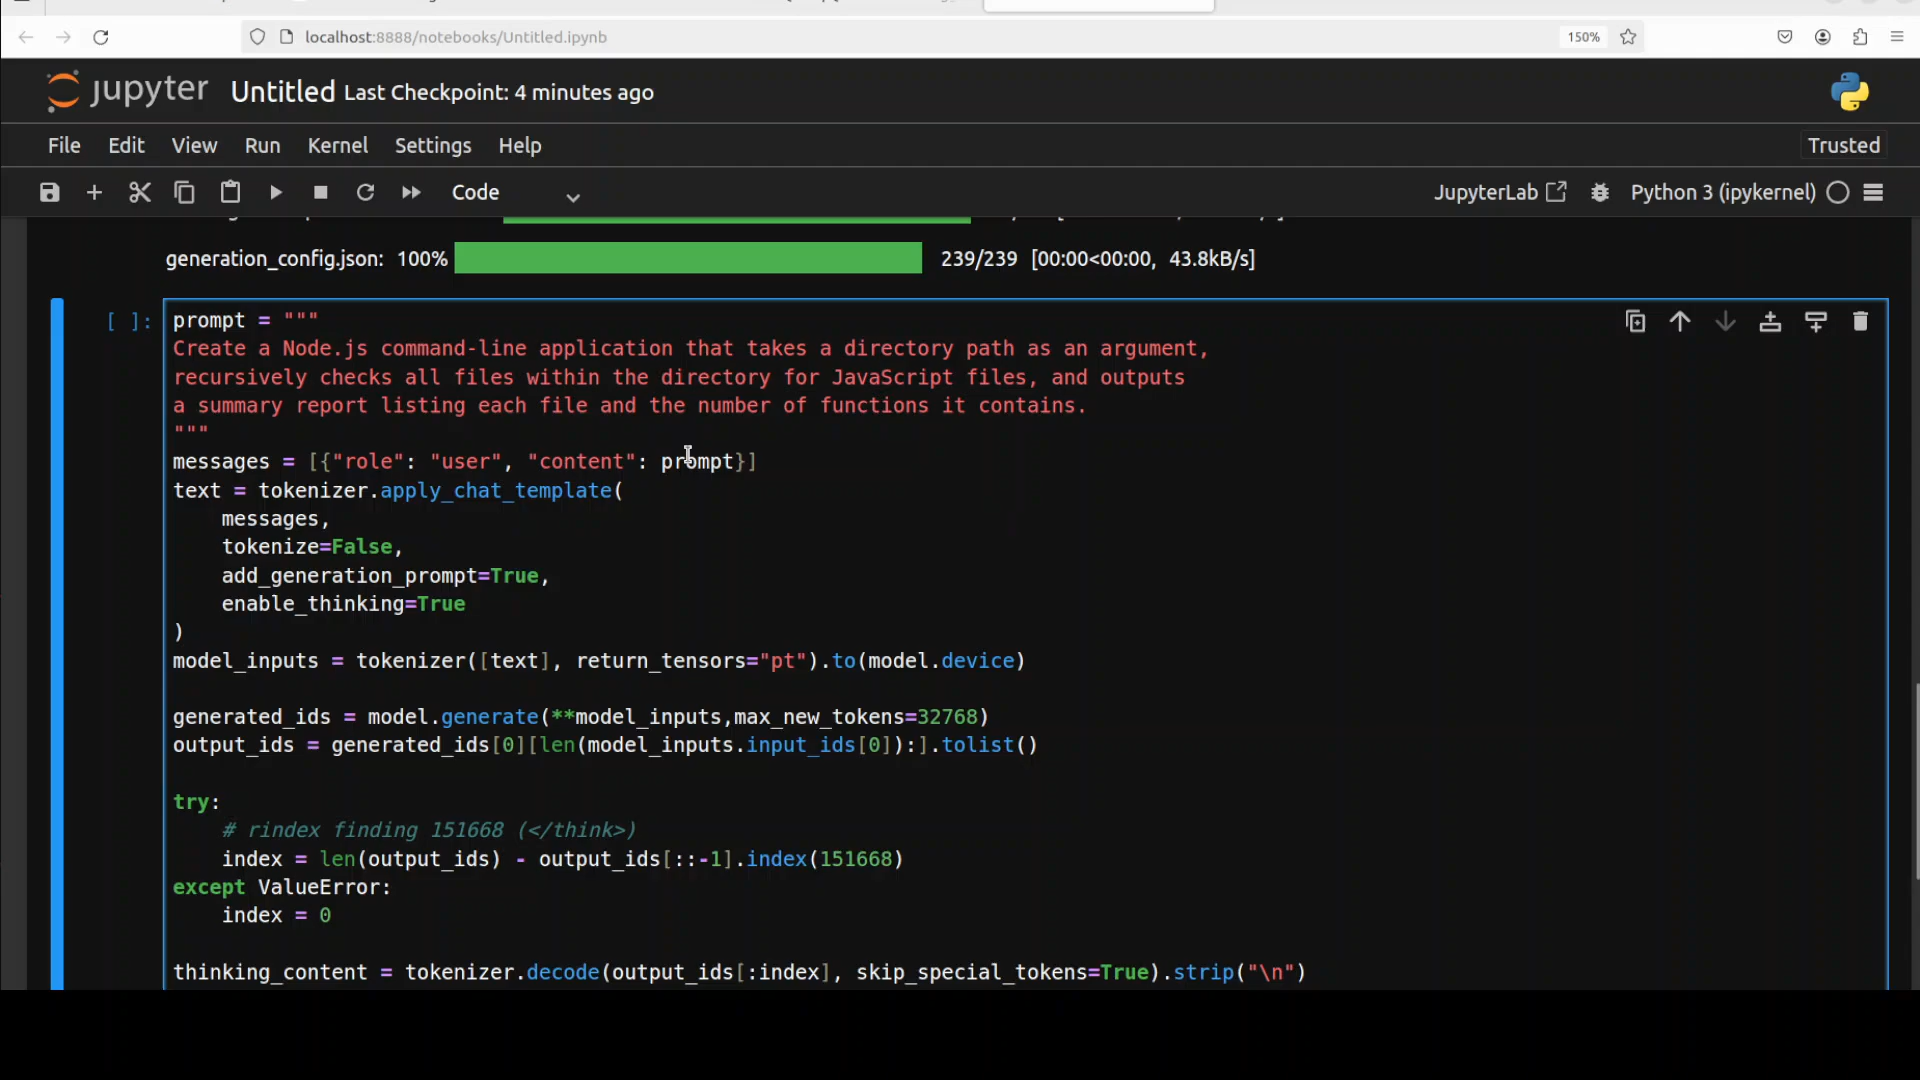 localhost:8888/notebooks/Untitled.ipynb
150%
jupyter Untitled Last Checkpoint: 4 minutes ago
File Edit View Run Kernel Settings Help Trusted
Code JupyterLab Python 3 (ipykernel)
generation_config.json: 100% 239/239 [00:00<00:00, 43.8kB/s]
[ ]: prompt = """
Create a Node.js command-line application that takes a directory path as an argument,
recursively checks all files within the directory for JavaScript files, and outputs
a summary report listing each file and the number of functions it contains.
"""
messages = [{"role": "user", "content": prompt}]
text = tokenizer.apply_chat_template(
    messages,
    tokenize=False,
    add_generation_prompt=True,
    enable_thinking=True
)
model_inputs = tokenizer([text], return_tensors="pt").to(model.device)
generated_ids = model.generate(**model_inputs,max_new_tokens=32768)
output_ids = generated_ids[0][len(model_inputs.input_ids[0]):].tolist()
try:
    # rindex finding 151668 (</think>)
    index = len(output_ids) - output_ids[::-1].index(151668)
except ValueError:
    index = 0
thinking_content = tokenizer.decode(output_ids[:index], skip_special_tokens=True).strip("\n")